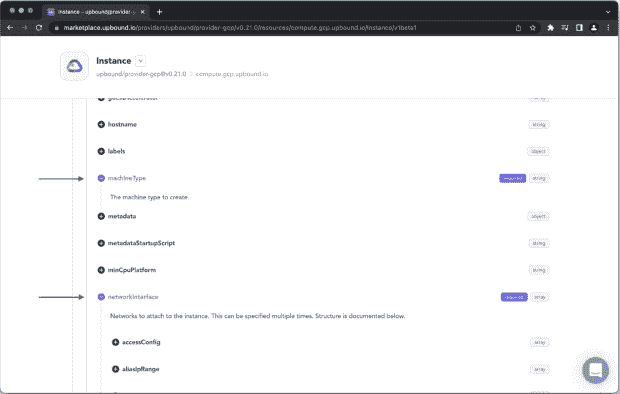 Instance - upbound/provider-g
marketplace.upbound.io/providers/upbound/provider-gcp/v0.21.0/resources/compute.gcp.upbound.io/Instance/v1beta1
Instance
upbound/provider-gcp@v0.21.0 > compute.gcp.upbound.io
hostname string
labels object
machineType required string
The machine type to create.
metadata object
metadataStartupScript string
minCpuPlatform string
networkInterface required array
Networks to attach to the instance. This can be specified multiple times. Structure is documented below.
accessConfig array
aliasIpRange array